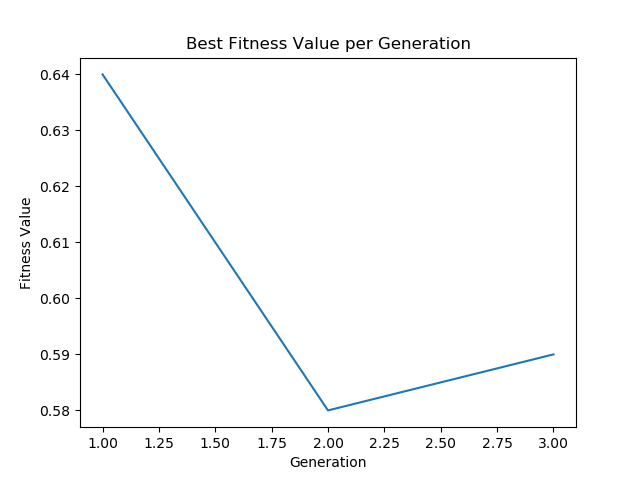 Best Fitness Value per Generation
0.64
0.63
0.62
0.61
0.60
0.59
0.58
Fitness Value
1.00 1.25 1.50 1.75 2.00 2.25 2.50 2.75 3.00
Generation